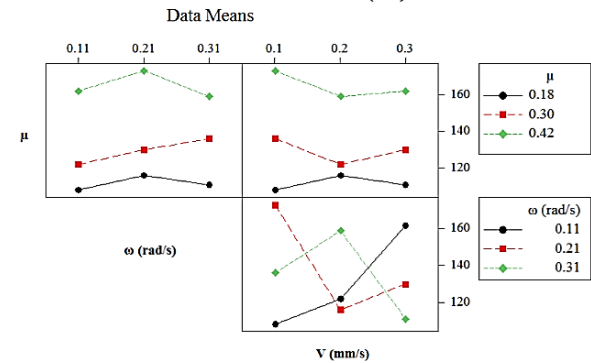 Data Means
0.11 0.21 0.31 0.1 0.2 0.3
μ
160
140
120
μ
0.18
0.30
0.42
ω (rad/s)
160
140
120
ω (rad/s)
0.11
0.21
0.31
V (mm/s)